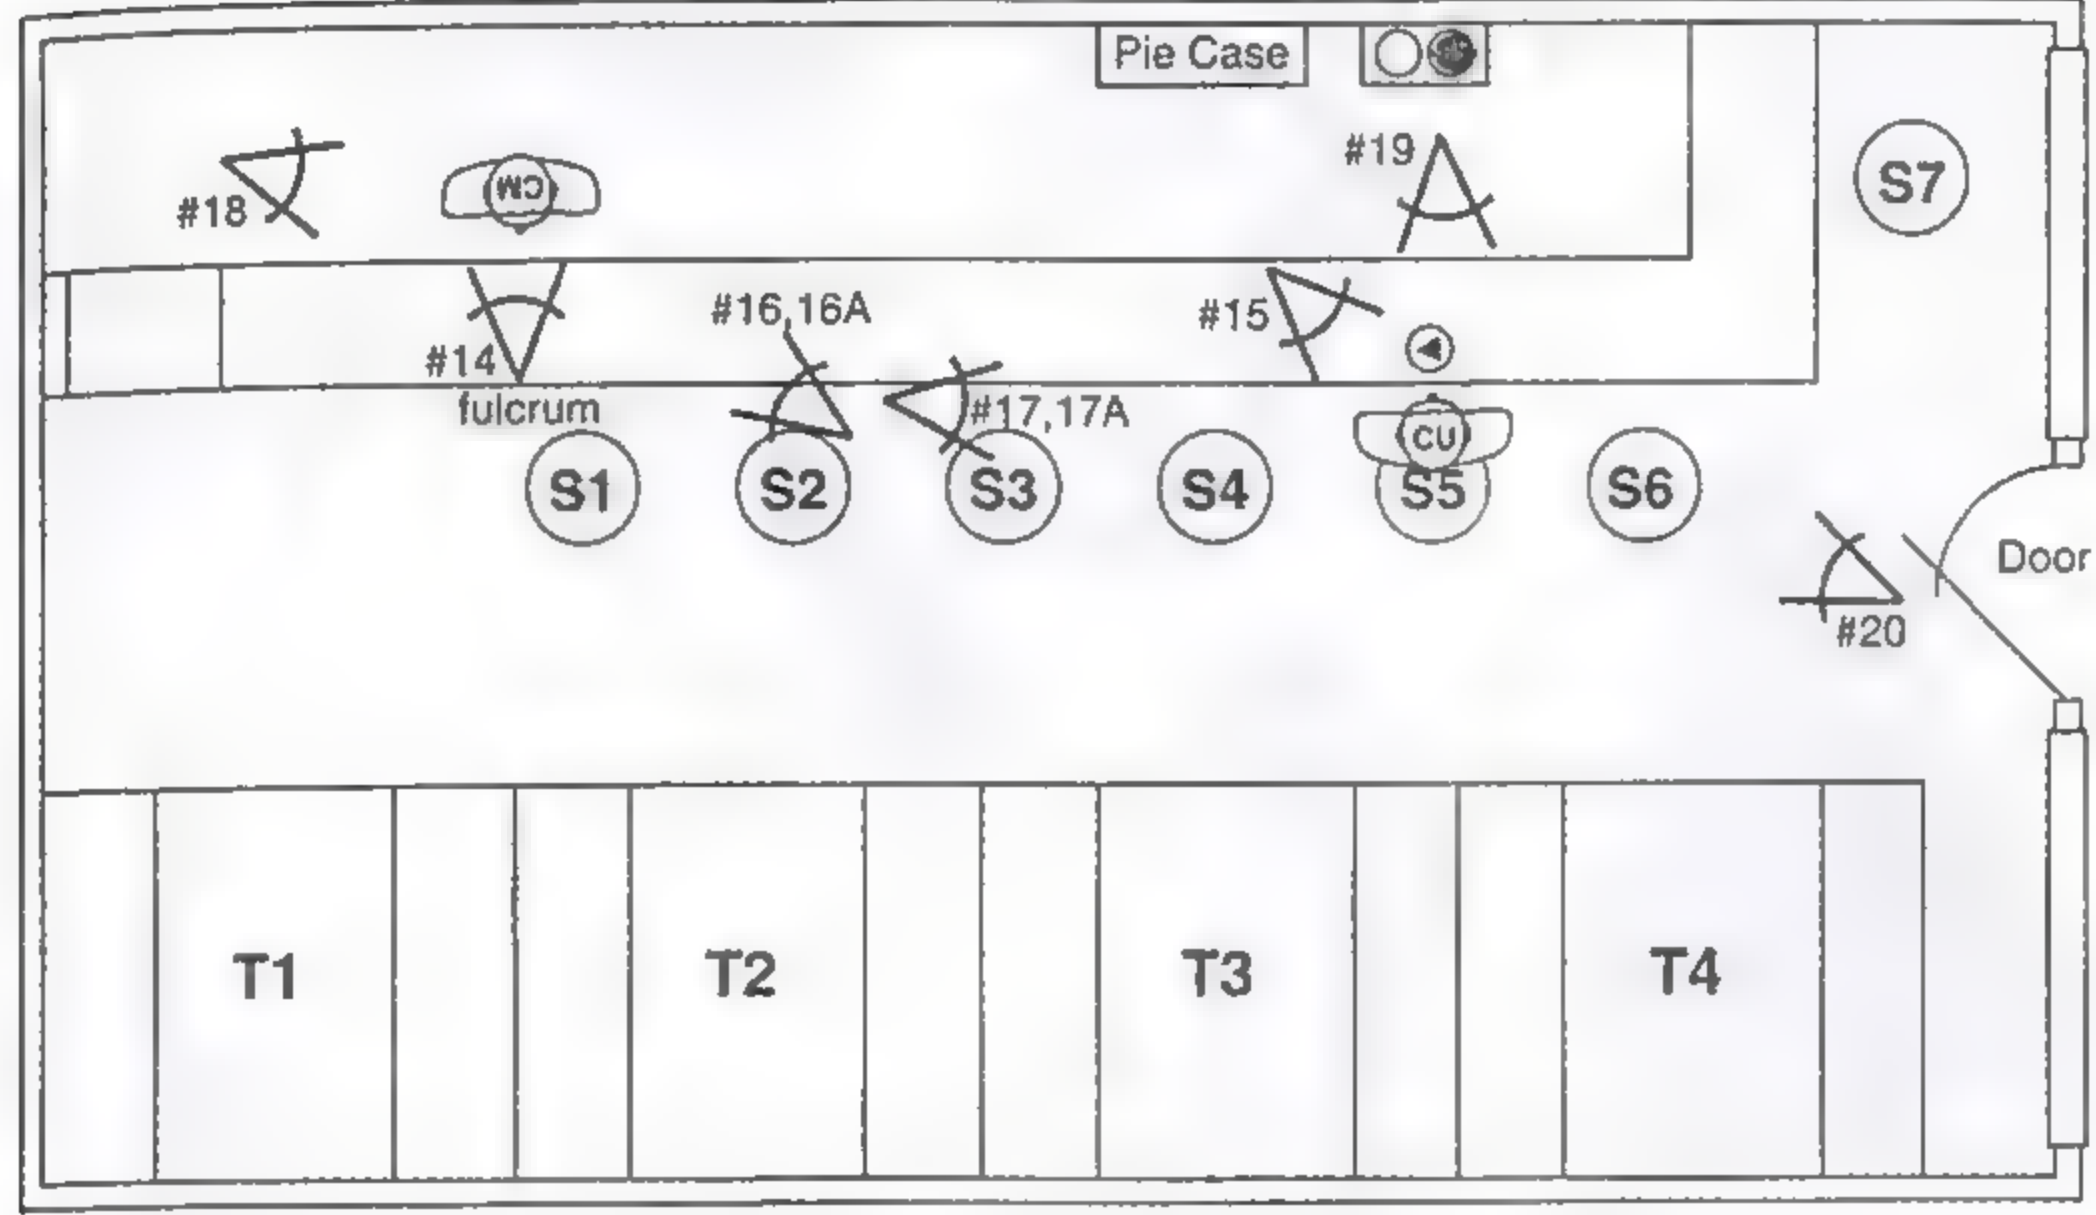 Pie Case
#19
#18
CM
S7
#16,16A
#15
#14
fulcrum
#17,17A
CU
S1
S2
S3
S4
S5
S6
Door
#20
T1
T2
T3
T4